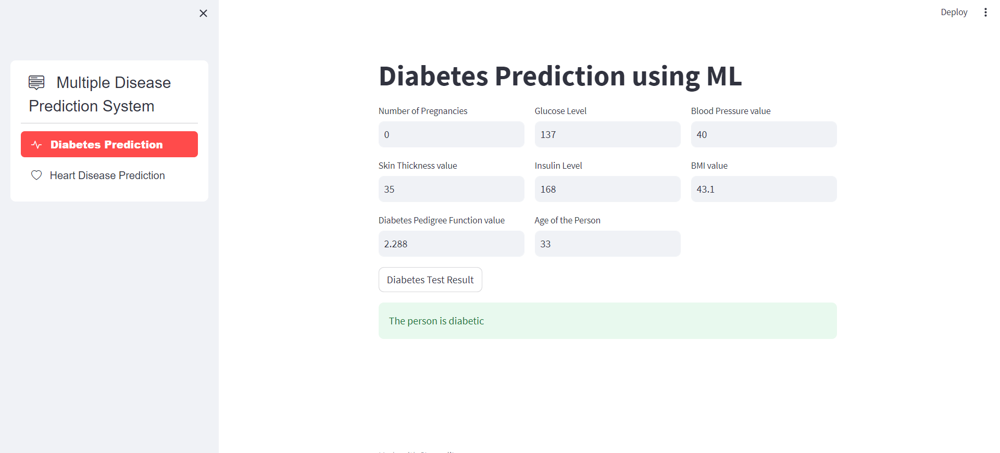 Deploy
Multiple Disease
Prediction System
Diabetes Prediction
Heart Disease Prediction
Diabetes Prediction using ML
Number of Pregnancies
Glucose Level
Blood Pressure value
0
137
40
Skin Thickness value
Insulin Level
BMI value
35
168
43.1
Diabetes Pedigree Function value
Age of the Person
2.288
33
Diabetes Test Result
The person is diabetic